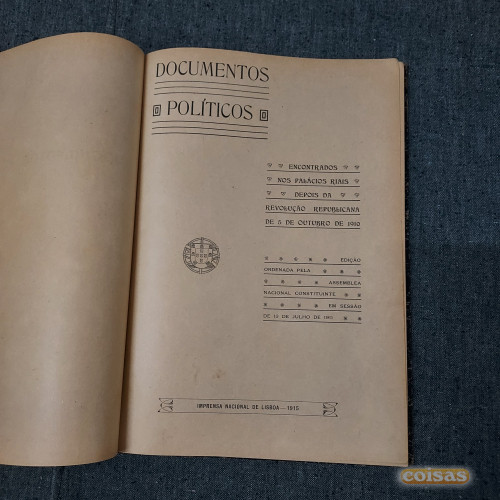 DOCUMENTOS
POLÍTICOS
ENCONTRADOS
NOS PALÁCIOS RIAIS
DEPOIS DA
REVOLUÇÃO REPUBLICANA
DE 5 DE OUTUBRO DE 1910
EDIÇÃO
ORDENADA PELA
ASSEMBLEA
NACIONAL CONSTITUINTE
EM SESSÃO
DE 13 DE JULHO DE 1911
IMPRENSA NACIONAL DE LISBOA—1915
coisas